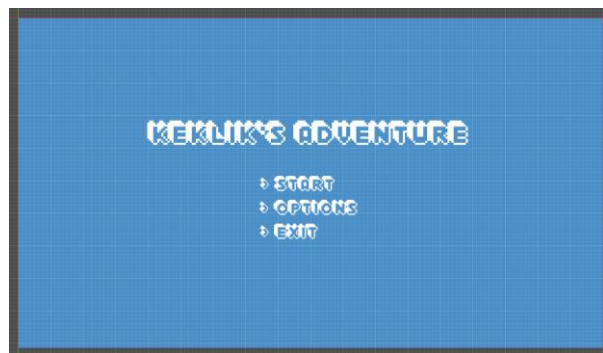 KEKLIK'S ADVENTURE
> START
> OPTIONS
> EXIT